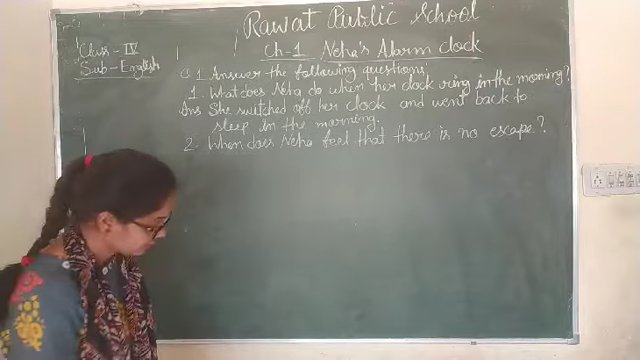 Rawat Public School
Class - IV
Ch-1 Neha's Alarm clock
Sub - English
Q 1 Answer the following questions;
1. What does Neha do when her clock ring in the morning?
Ans She switched off her clock and went back to
sleep in the morning.
2. When does Neha feel that there is no escape?